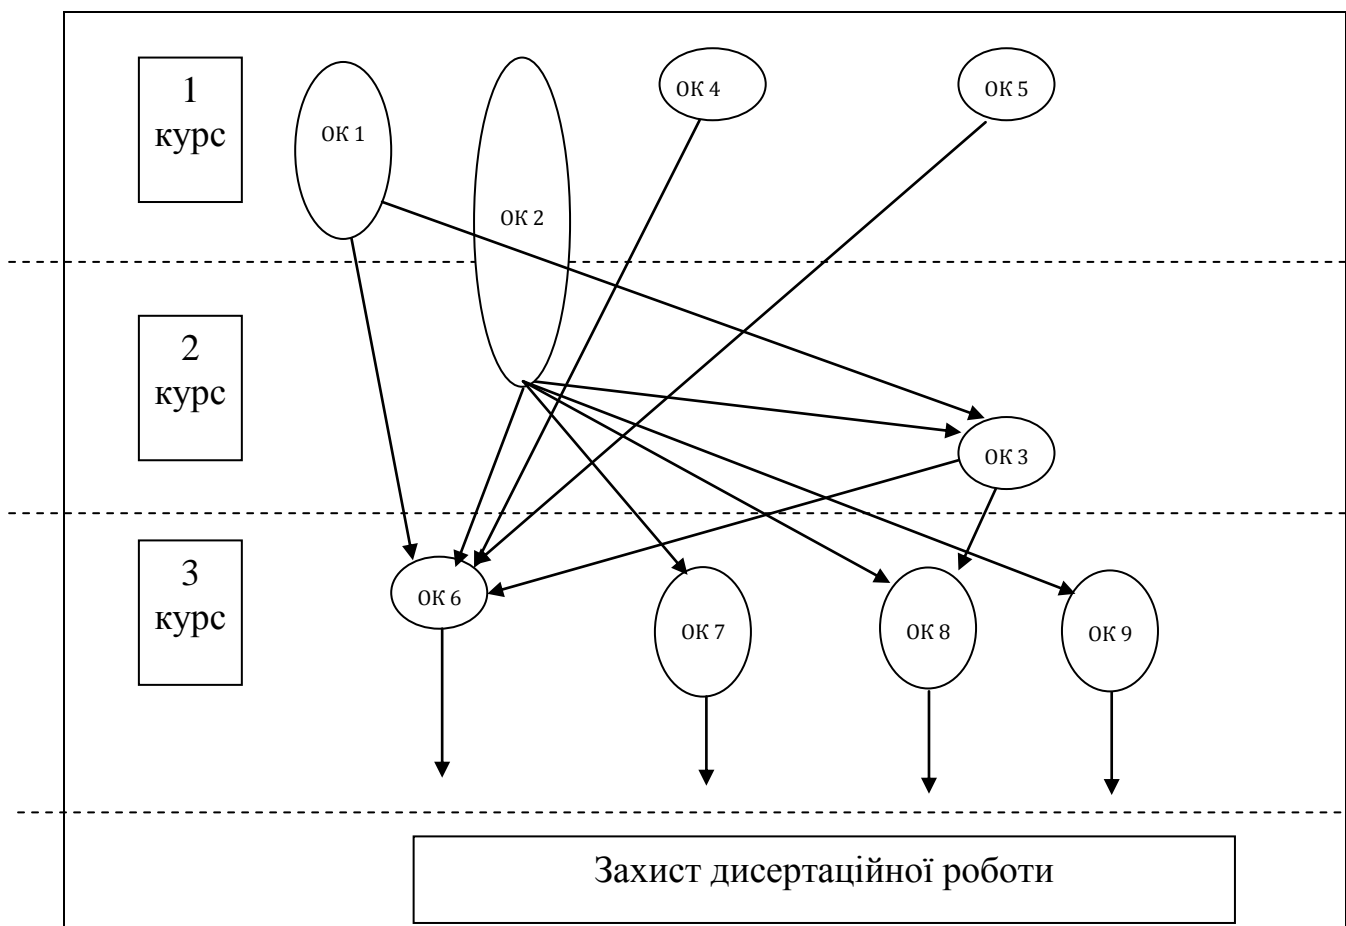 1
курс
ОК 1
ОК 2
ОК 4
ОК 5
2
курс
ОК 3
3
курс
ОК 6
ОК 7
ОК 8
ОК 9
Захист дисертаційної роботи